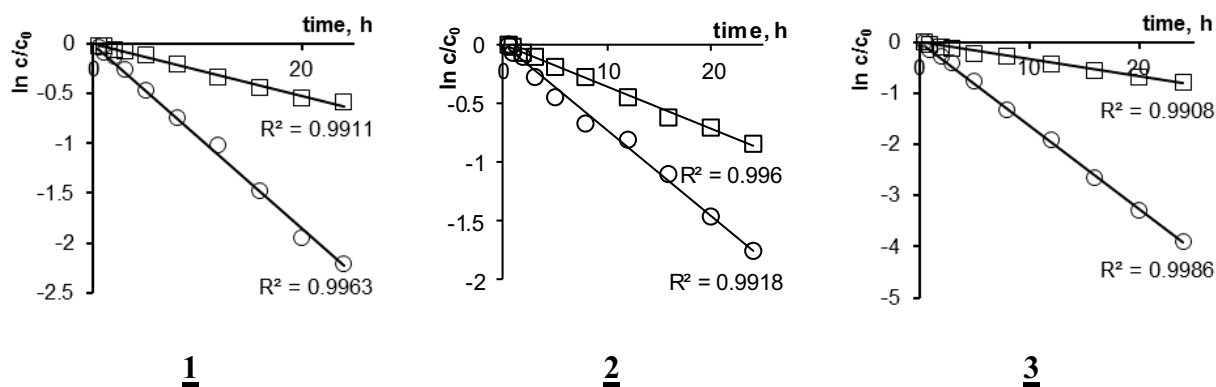 time, h
ln c/c₀
0
0
20
-0.5
-1
-1.5
-2
-2.5
R² = 0.9911
R² = 0.9963
1
time, h
ln c/c₀
0
0
10
20
-0.5
-1
-1.5
-2
R² = 0.996
R² = 0.9918
2
time, h
ln c/c₀
0
0
10
20
-1
-2
-3
-4
-5
R² = 0.9908
R² = 0.9986
3